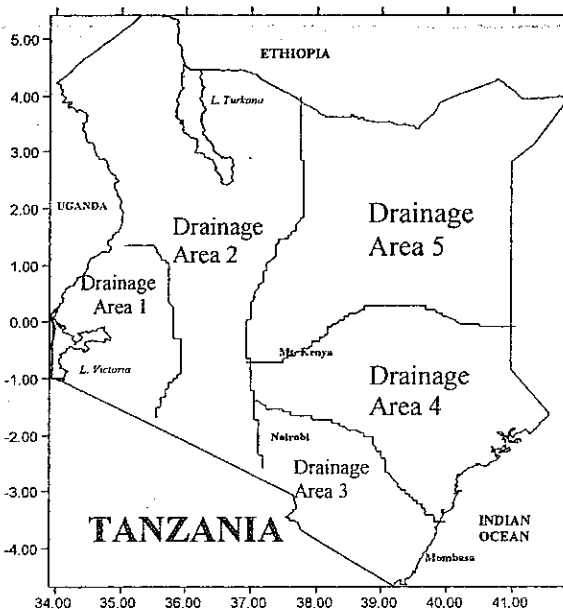 5.00
ETHIOPIA
4.00
L. Turkana
3.00
UGANDA
2.00
Drainage
Area 2
Drainage
Area 5
1.00
Drainage
Area 1
0.00
Mt. Kenya
L. Victoria
-1.00
Drainage
Area 4
-2.00
Nairobi
Drainage
Area 3
-3.00
TANZANIA
INDIAN
OCEAN
-4.00
Mombasa
34.00 35.00 36.00 37.00 38.00 39.00 40.00 41.00